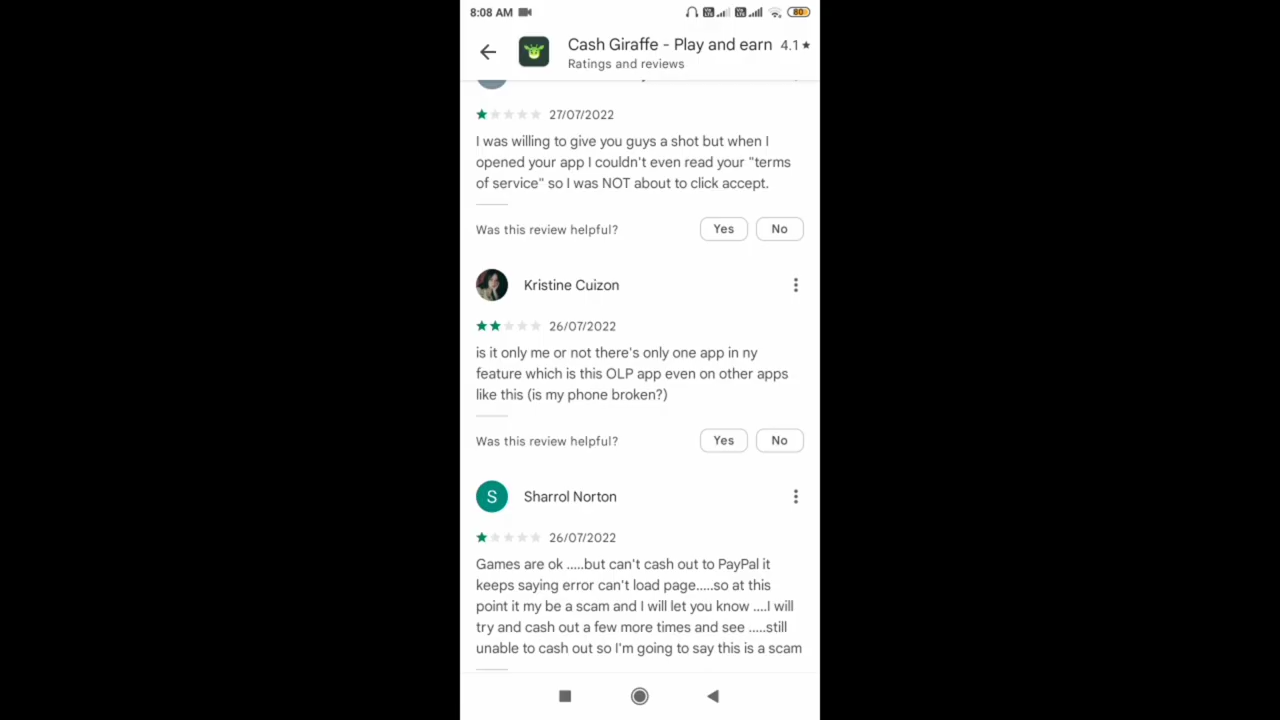 8:08 AM
80
Cash Giraffe - Play and earn 4.1★
Ratings and reviews
27/07/2022
I was willing to give you guys a shot but when I
opened your app I couldn't even read your "terms
of service" so I was NOT about to click accept.
Was this review helpful? Yes No
Kristine Cuizon
26/07/2022
is it only me or not there's only one app in ny
feature which is this OLP app even on other apps
like this (is my phone broken?)
Was this review helpful? Yes No
S Sharrol Norton
26/07/2022
Games are ok .....but can't cash out to PayPal it
keeps saying error can't load page.....so at this
point it my be a scam and I will let you know ....I will
try and cash out a few more times and see .....still
unable to cash out so I'm going to say this is a scam